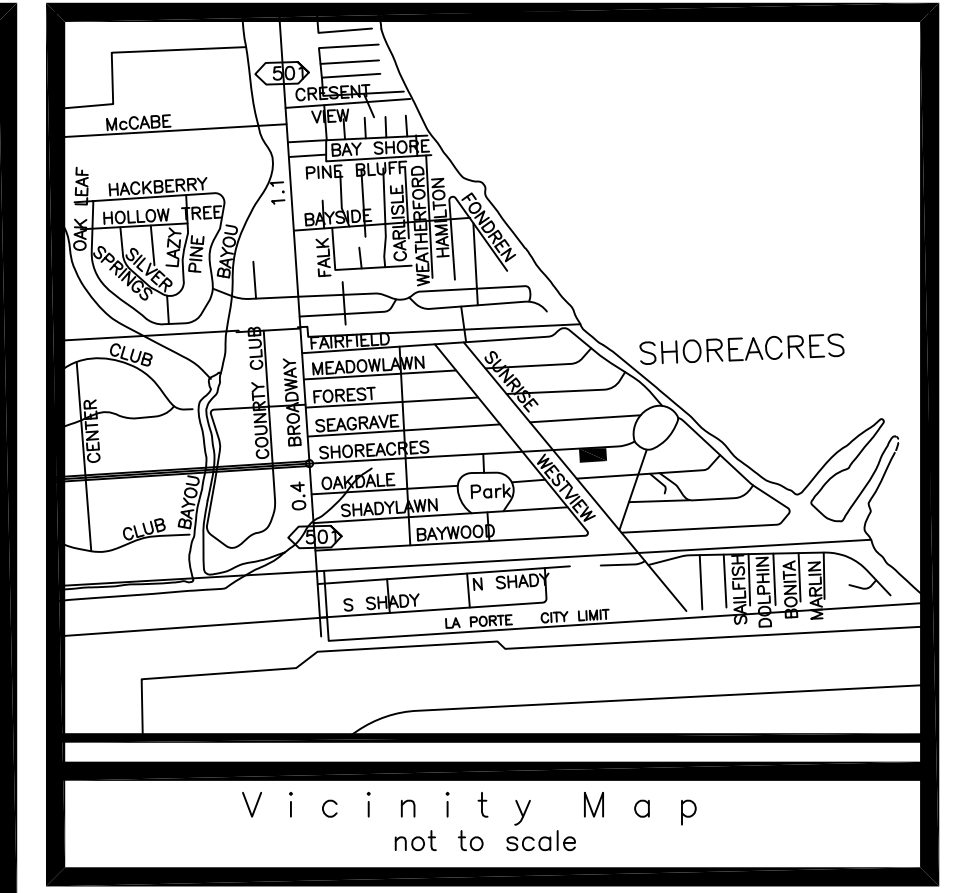 501
CRESENT
VIEW
McCABE
BAY SHORE
PINE BLUFF
OAK LEAF
HACKBERRY
1.1
HOLLOW TREE
BAYSIDE
CARLISLE
WEATHERFORD
HAMILTON
FONDREN
FALK
LAZY
PINE
BAYOU
SILVER
SPRINGS
SHOREACRES
CLUB
COUNRTY CLUB
BROADWAY
FAIRFIELD
MEADOWLAWN
SUNRISE
FOREST
CENTER
SEAGRAVE
SHOREACRES
WESTVIEW
OAKDALE
Park
0.4
BAYOU
SHADYLAWN
CLUB
501
BAYWOOD
N SHADY
S SHADY
SAILFISH
DOLPHIN
BONITA
MARLIN
LA PORTE CITY LIMIT
Vicinity Map
not to scale